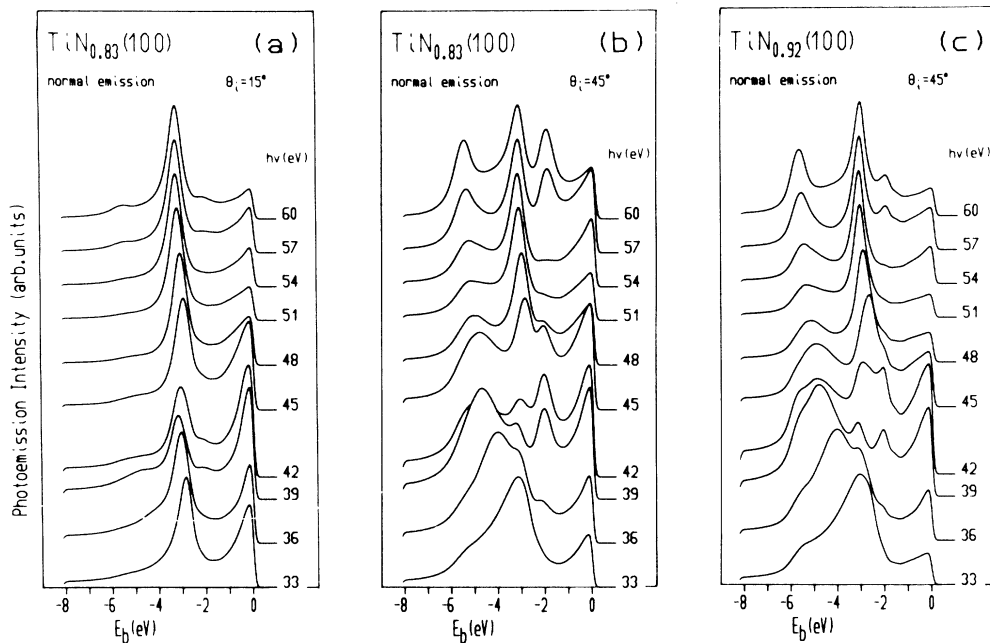 TiN0.83(100) (a)
normal emission θi=15°
hν(eV)
60
57
54
51
48
45
42
39
36
33
-8 -6 -4 -2 0
Eb(eV)
Photoemission Intensity (arb.units)
TiN0.83(100) (b)
normal emission θi=45°
hν(eV)
60
57
54
51
48
45
42
39
36
33
-8 -6 -4 -2 0
Eb(eV)
TiN0.92(100) (c)
normal emission θi=45°
hν(eV)
60
57
54
51
48
45
42
39
36
33
-8 -6 -4 -2 0
Eb(eV)